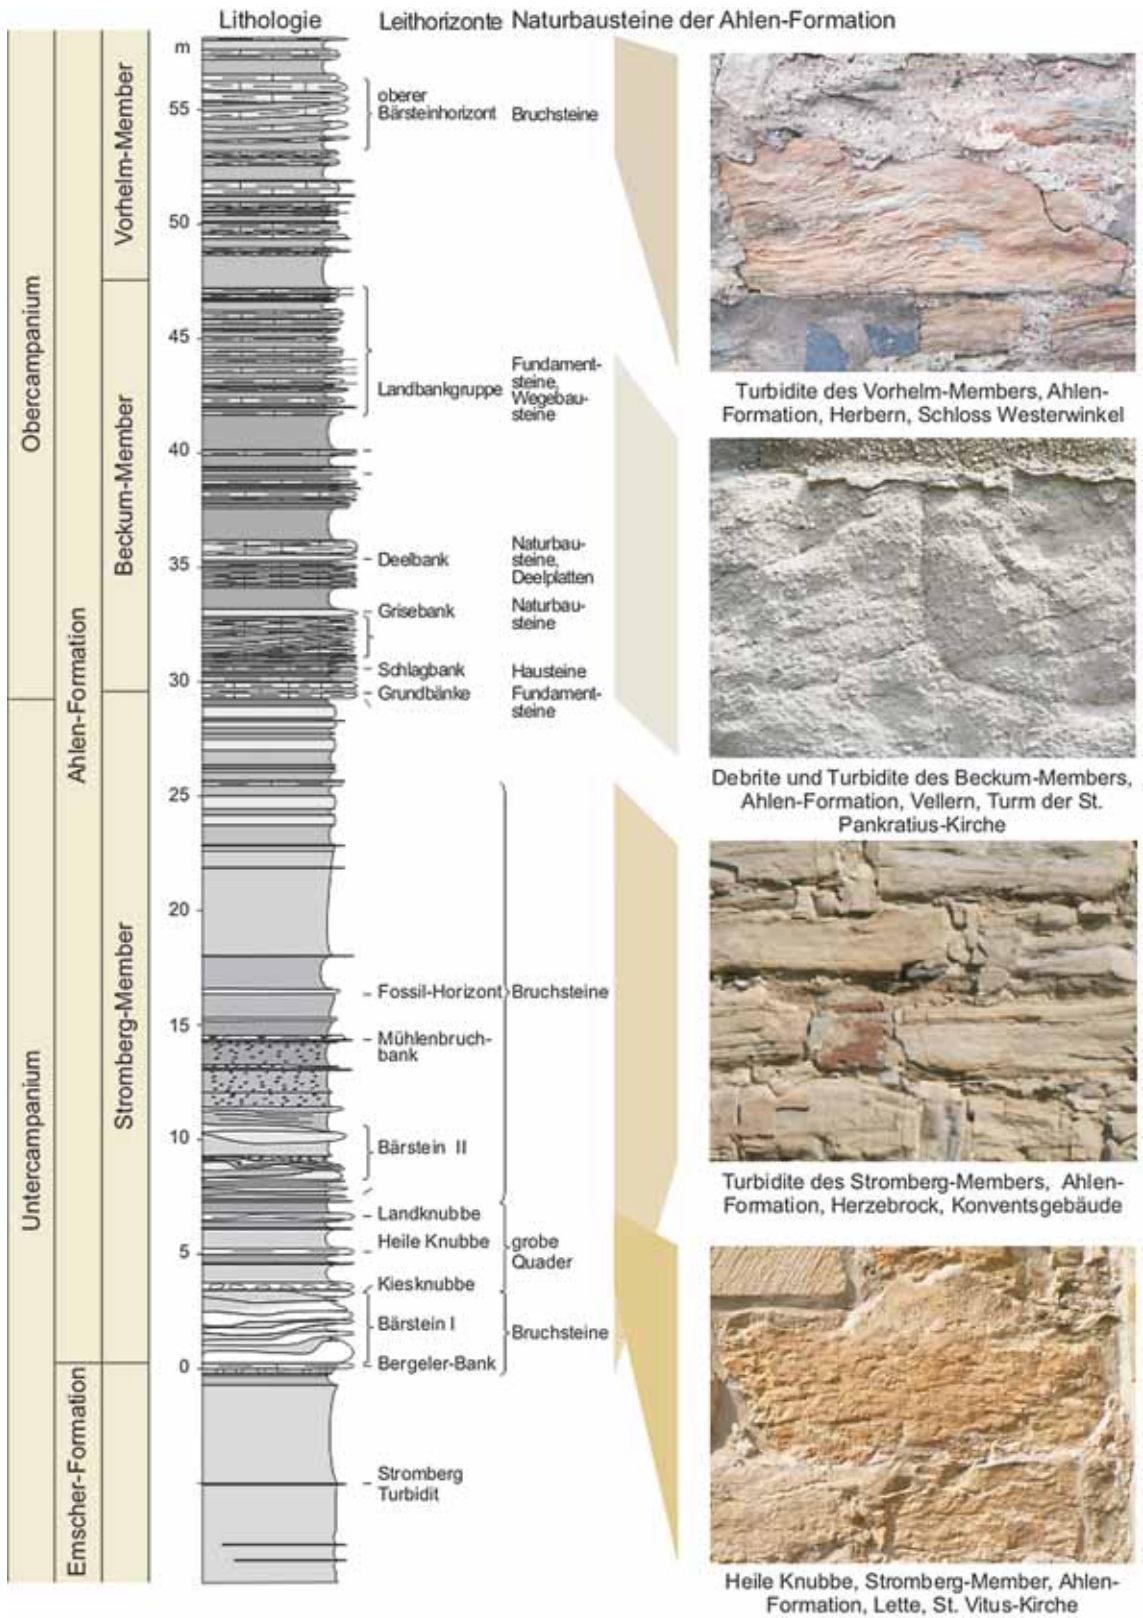 Lithologie
Leithorizonte
Naturbausteine der Ahlen-Formation
m
55
50
45
40
35
30
25
20
15
10
5
0
Obercampanium
Untercampanium
Ahlen-Formation
Emscher-Formation
Vorhelm-Member
Beckum-Member
Stromberg-Member
oberer
Bärsteinhorizont
Bruchsteine
Landbankgruppe
Fundament-
steine,
Wegebau-
steine
Deelbank
Naturbau-
steine,
Deelplatten
Grisebank
Naturbau-
steine
Schlagbank
Hausteine
Grundbänke
Fundament-
steine
Fossil-Horizont
Bruchsteine
Mühlenbruch-
bank
Bärstein II
Landknubbe
Heile Knubbe
grobe
Quader
Kiesknubbe
Bärstein I
Bruchsteine
Bergeler-Bank
Stromberg
Turbidit
Turbidite des Vorhelm-Members, Ahlen-
Formation, Herbern, Schloss Westerwinkel
Debrite und Turbidite des Beckum-Members,
Ahlen-Formation, Vellern, Turm der St.
Pankratius-Kirche
Turbidite des Stromberg-Members, Ahlen-
Formation, Herzebrock, Konventsgebäude
Heile Knubbe, Stromberg-Member, Ahlen-
Formation, Lette, St. Vitus-Kirche